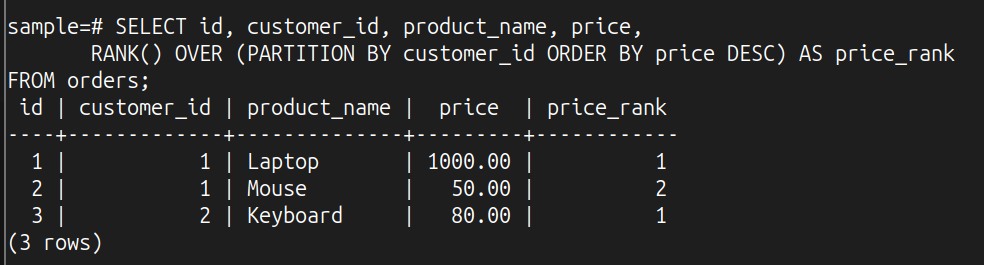 sample=# SELECT id, customer_id, product_name, price,
       RANK() OVER (PARTITION BY customer_id ORDER BY price DESC) AS price_rank
FROM orders;
 id | customer_id | product_name |  price  | price_rank
----+-------------+--------------+---------+------------
  1 |           1 | Laptop       | 1000.00 |          1
  2 |           1 | Mouse        |   50.00 |          2
  3 |           2 | Keyboard     |   80.00 |          1
(3 rows)